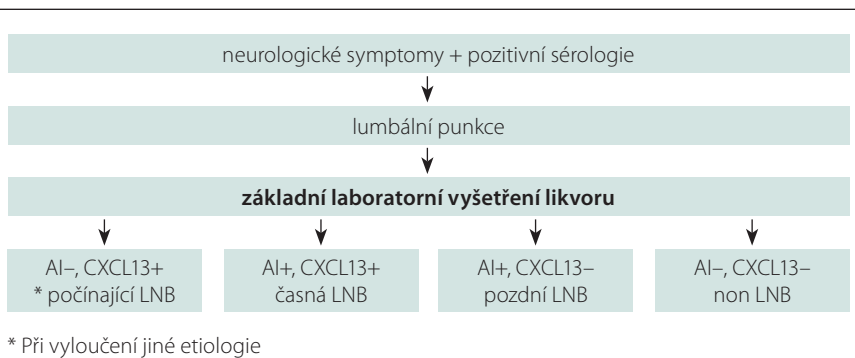 neurologické symptomy + pozitivní sérologie
lumbální punkce
základní laboratorní vyšetření likvoru
AI–, CXCL13+
* počínající LNB
AI+, CXCL13+
časná LNB
AI+, CXCL13–
pozdní LNB
AI–, CXCL13–
non LNB
* Při vyloučení jiné etiologie